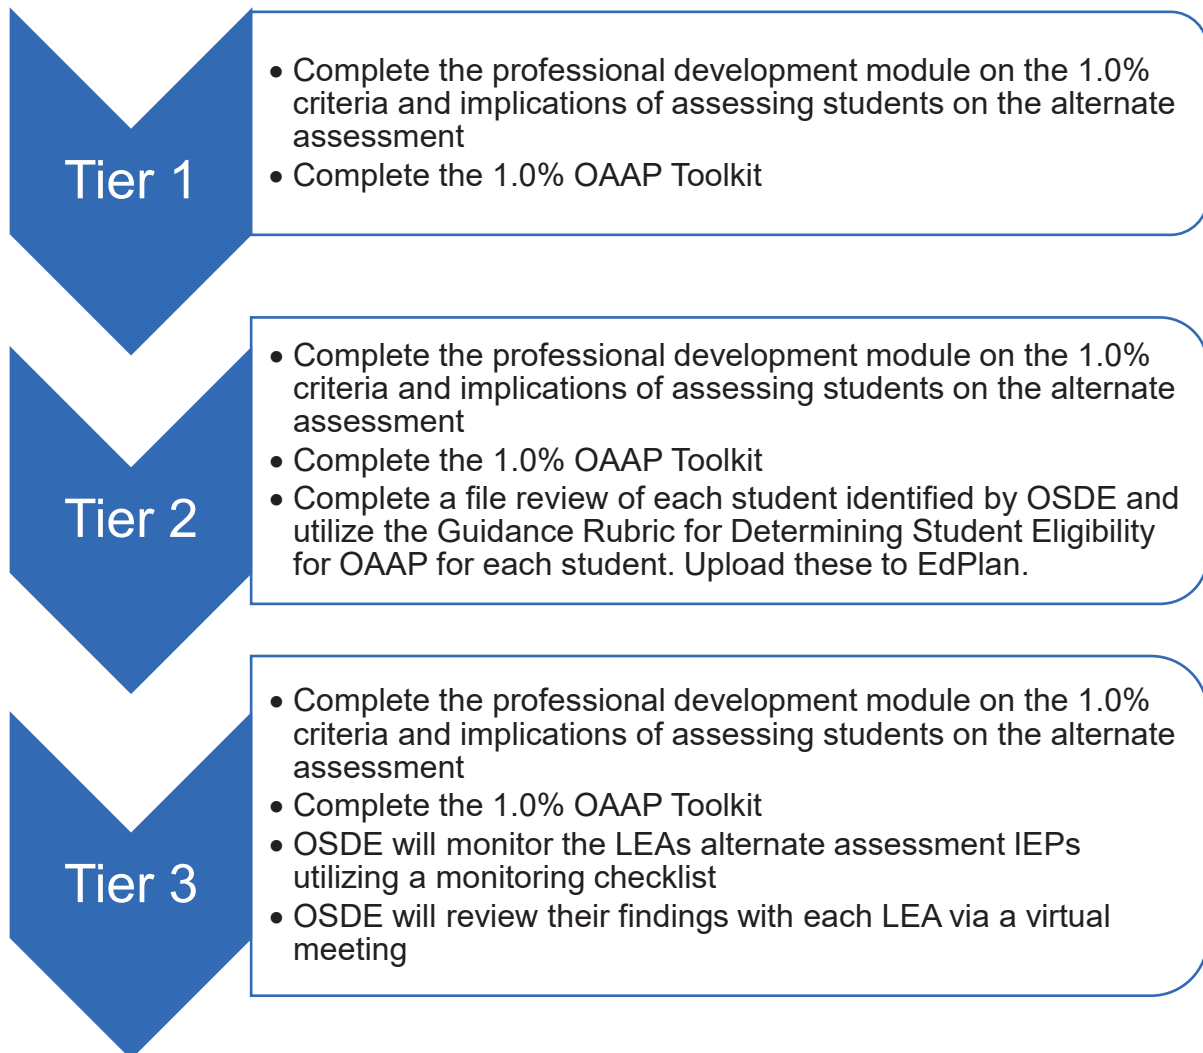 Tier 1
• Complete the professional development module on the 1.0%
criteria and implications of assessing students on the alternate
assessment
• Complete the 1.0% OAAP Toolkit
Tier 2
• Complete the professional development module on the 1.0%
criteria and implications of assessing students on the alternate
assessment
• Complete the 1.0% OAAP Toolkit
• Complete a file review of each student identified by OSDE and
utilize the Guidance Rubric for Determining Student Eligibility
for OAAP for each student. Upload these to EdPlan.
Tier 3
• Complete the professional development module on the 1.0%
criteria and implications of assessing students on the alternate
assessment
• Complete the 1.0% OAAP Toolkit
• OSDE will monitor the LEAs alternate assessment IEPs
utilizing a monitoring checklist
• OSDE will review their findings with each LEA via a virtual
meeting